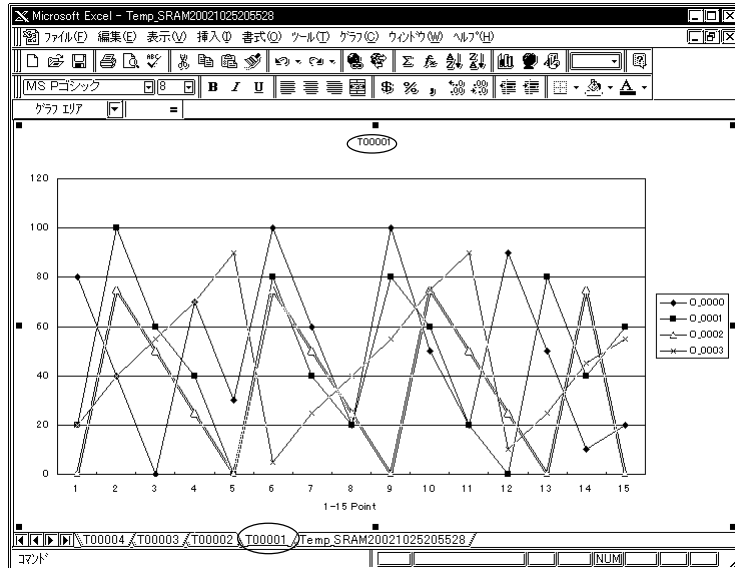 Microsoft Excel - Temp_SRAM20021025205528
ファイル(F) 編集(E) 表示(V) 挿入(I) 書式(O) ツール(T) グラフ(C) ウィンドウ(W) ヘルプ(H)
MS Pゴシック 8 B I U $ % ,
グラフ エリア =
T00001
120
100
80
60
40
20
0
1 2 3 4 5 6 7 8 9 10 11 12 13 14 15
1-15 Point
O_0000
O_0001
O_0002
O_0003
T00004 T00003 T00002 T00001 Temp_SRAM20021025205528
コマンド NUM